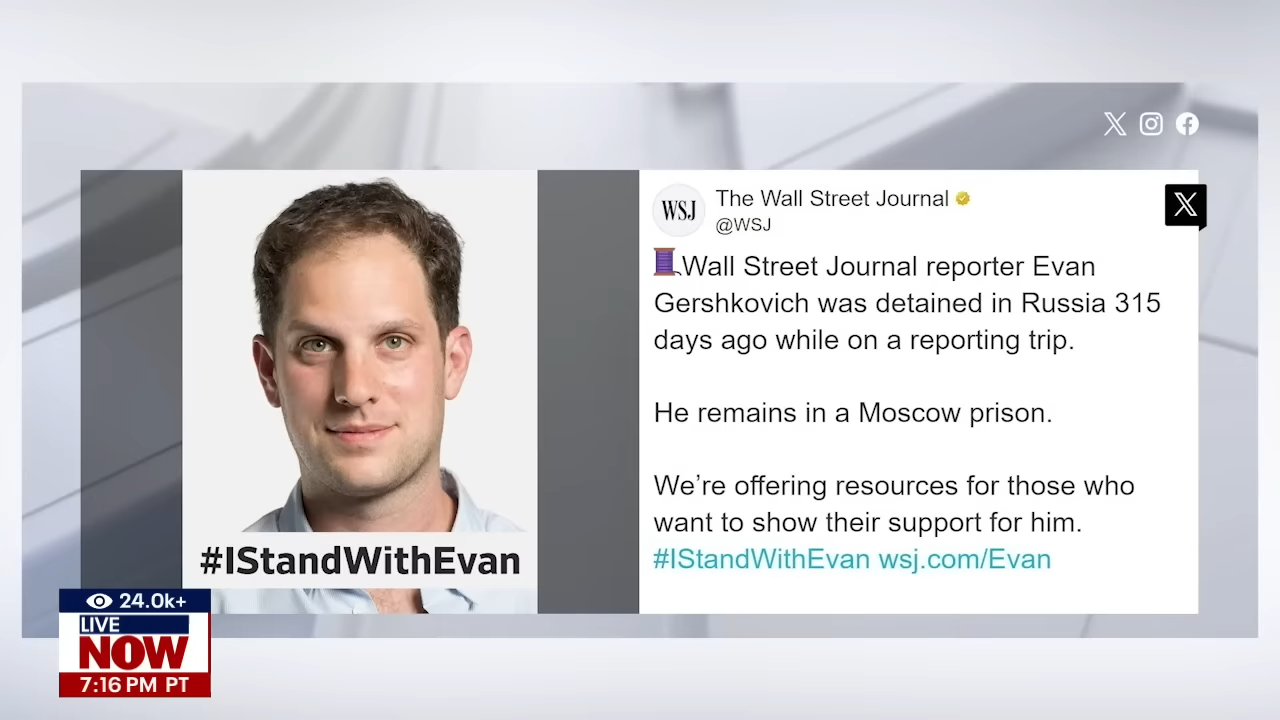 WSJ
The Wall Street Journal
@WSJ
Wall Street Journal reporter Evan
Gershkovich was detained in Russia 315
days ago while on a reporting trip.
He remains in a Moscow prison.
We’re offering resources for those who
want to show their support for him.
#IStandWithEvan wsj.com/Evan
#IStandWithEvan
24.0k+
LIVE
NOW
7:16 PM PT